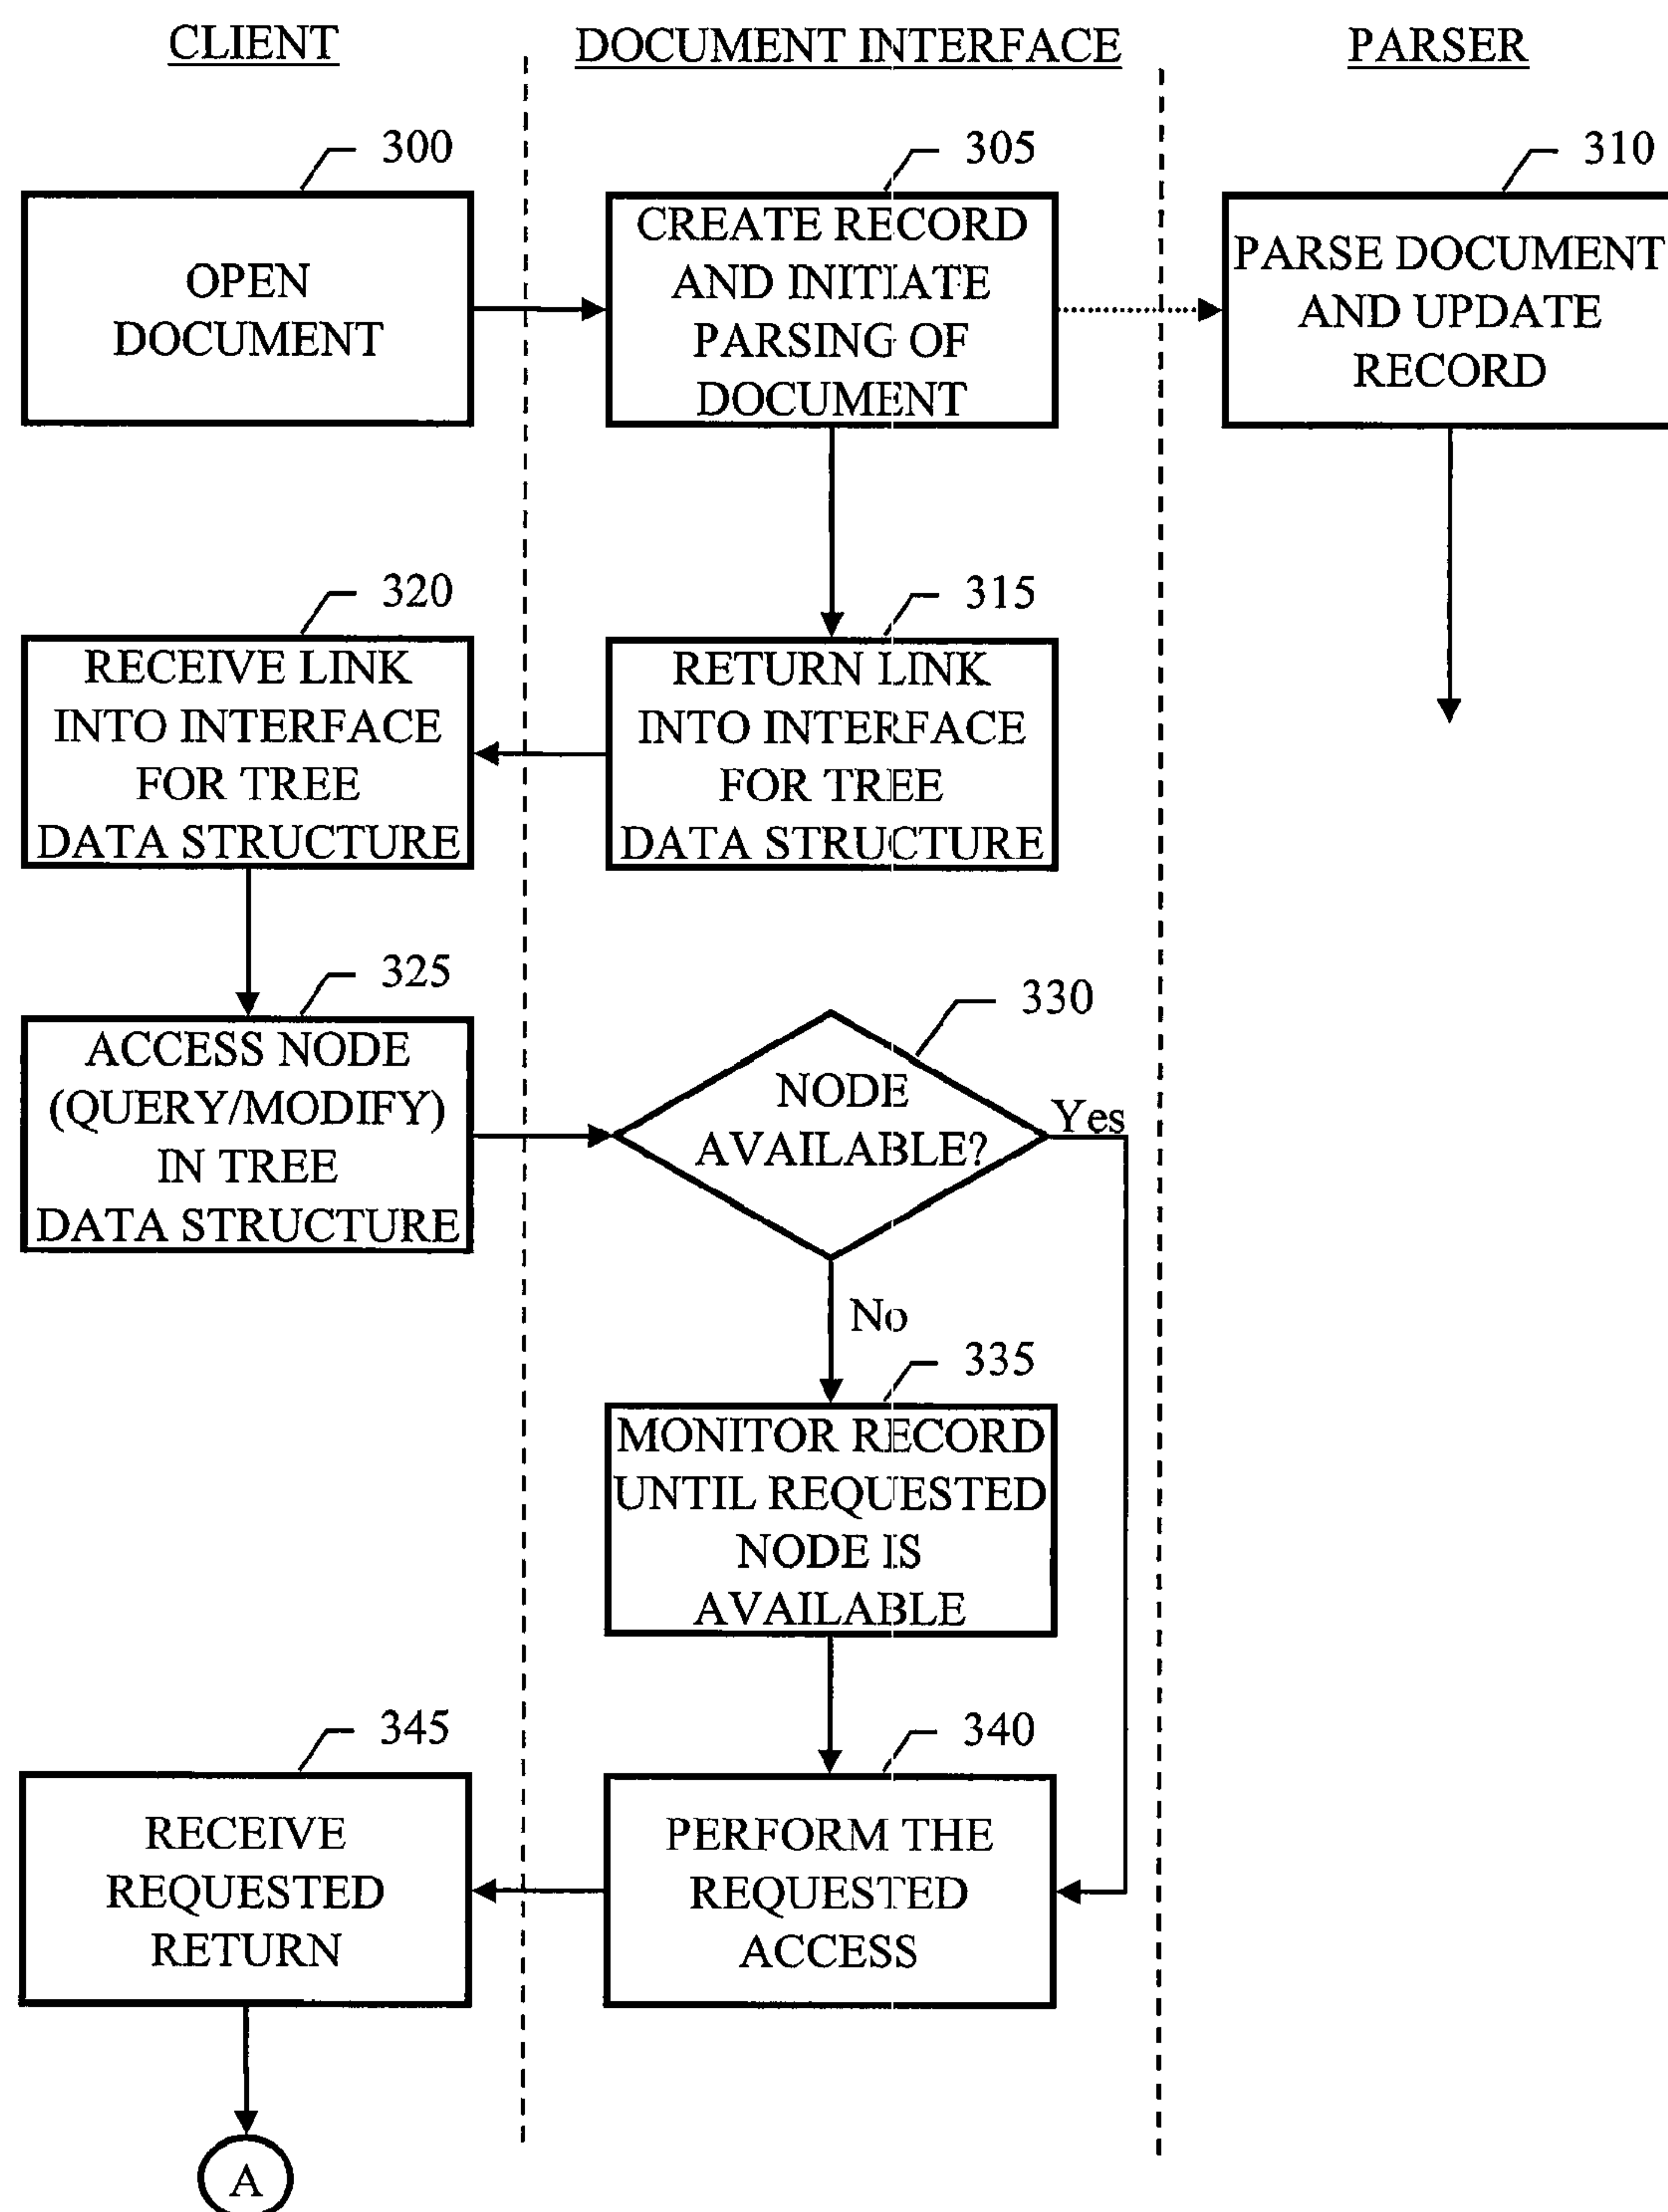 CLIENT
DOCUMENT INTERFACE
PARSER
300
305
310
OPEN
DOCUMENT
CREATE RECORD
AND INITIATE
PARSING OF
DOCUMENT
PARSE DOCUMENT
AND UPDATE
RECORD
320
315
RECEIVE LINK
INTO INTERFACE
FOR TREE
DATA STRUCTURE
RETURN LINK
INTO INTERFACE
FOR TREE
DATA STRUCTURE
325
330
ACCESS NODE
(QUERY/MODIFY)
IN TREE
DATA STRUCTURE
NODE
AVAILABLE?
Yes
No
335
MONITOR RECORD
UNTIL REQUESTED
NODE IS
AVAILABLE
345
340
RECEIVE
REQUESTED
RETURN
PERFORM THE
REQUESTED
ACCESS
A